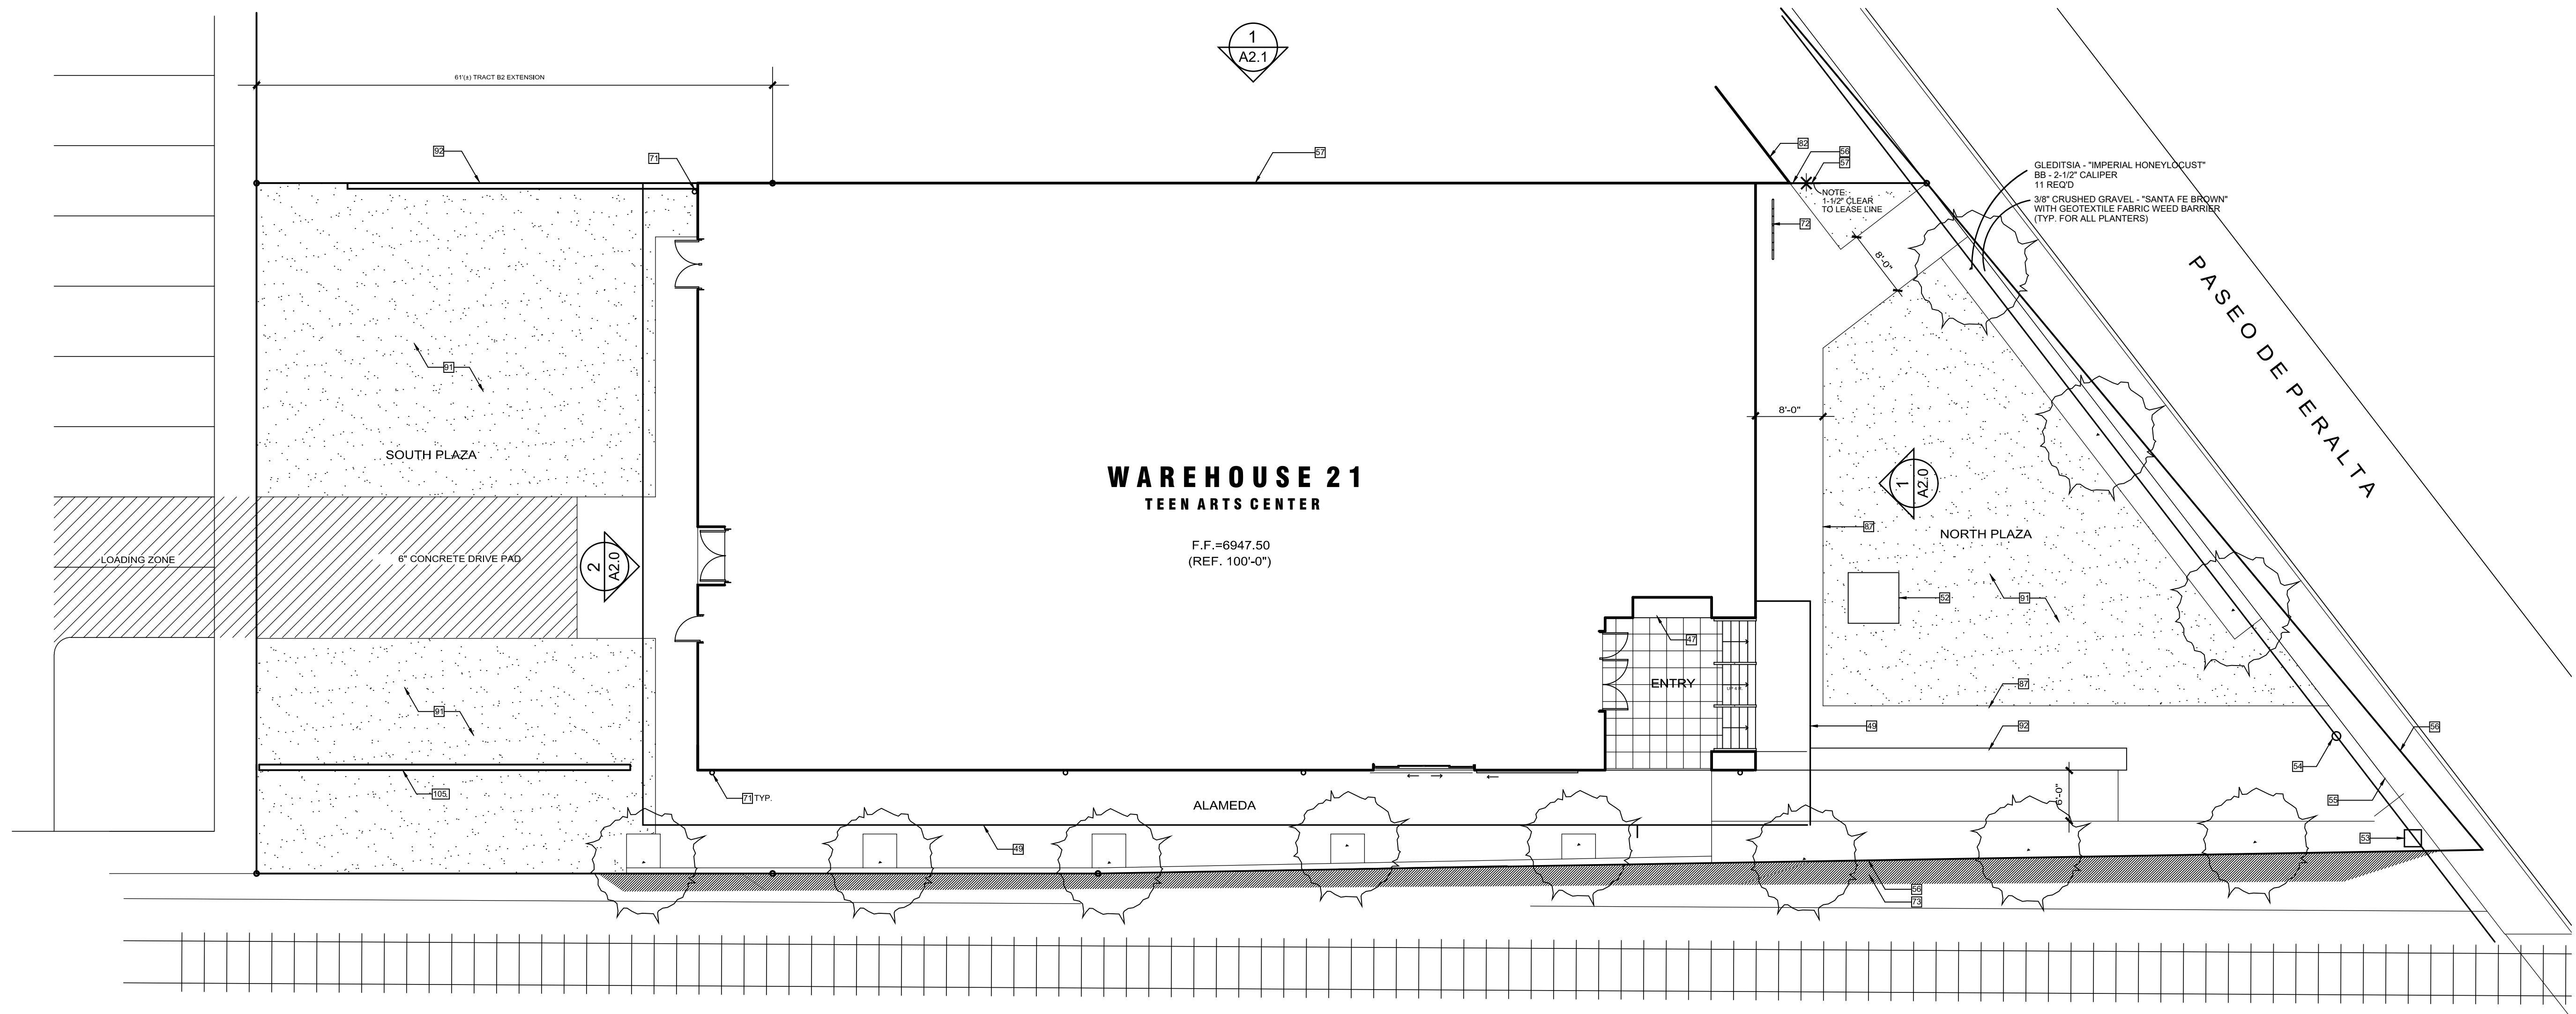 1
A2.1
61'(±) TRACT B2 EXTENSION
92
71
57
82
56
57
NOTE:
1-1/2" CLEAR
TO LEASE LINE
GLEDITSIA - "IMPERIAL HONEYLOCUST"
BB - 2-1/2" CALIPER
11 REQ'D
3/8" CRUSHED GRAVEL - "SANTA FE BROWN"
WITH GEOTEXTILE FABRIC WEED BARRIER
(TYP. FOR ALL PLANTERS)
72
8'-0"
PASEO DE PERALTA
91
8'-0"
SOUTH PLAZA
WAREHOUSE 21
TEEN ARTS CENTER
F.F.=6947.50
(REF. 100'-0")
1
A2.0
87
NORTH PLAZA
LOADING ZONE
6" CONCRETE DRIVE PAD
2
A2.0
52
91
47
ENTRY
87
91
49
92
56
54
105
71 TYP.
ALAMEDA
6'-0"
55
49
53
56
73